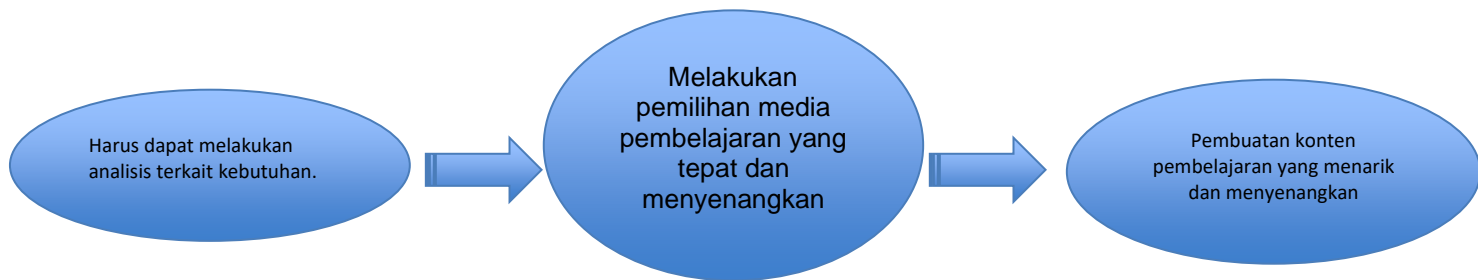 Harus dapat melakukan
analisis terkait kebutuhan.
Melakukan
pemilihan media
pembelajaran yang
tepat dan
menyenangkan
Pembuatan konten
pembelajaran yang menarik
dan menyenangkan